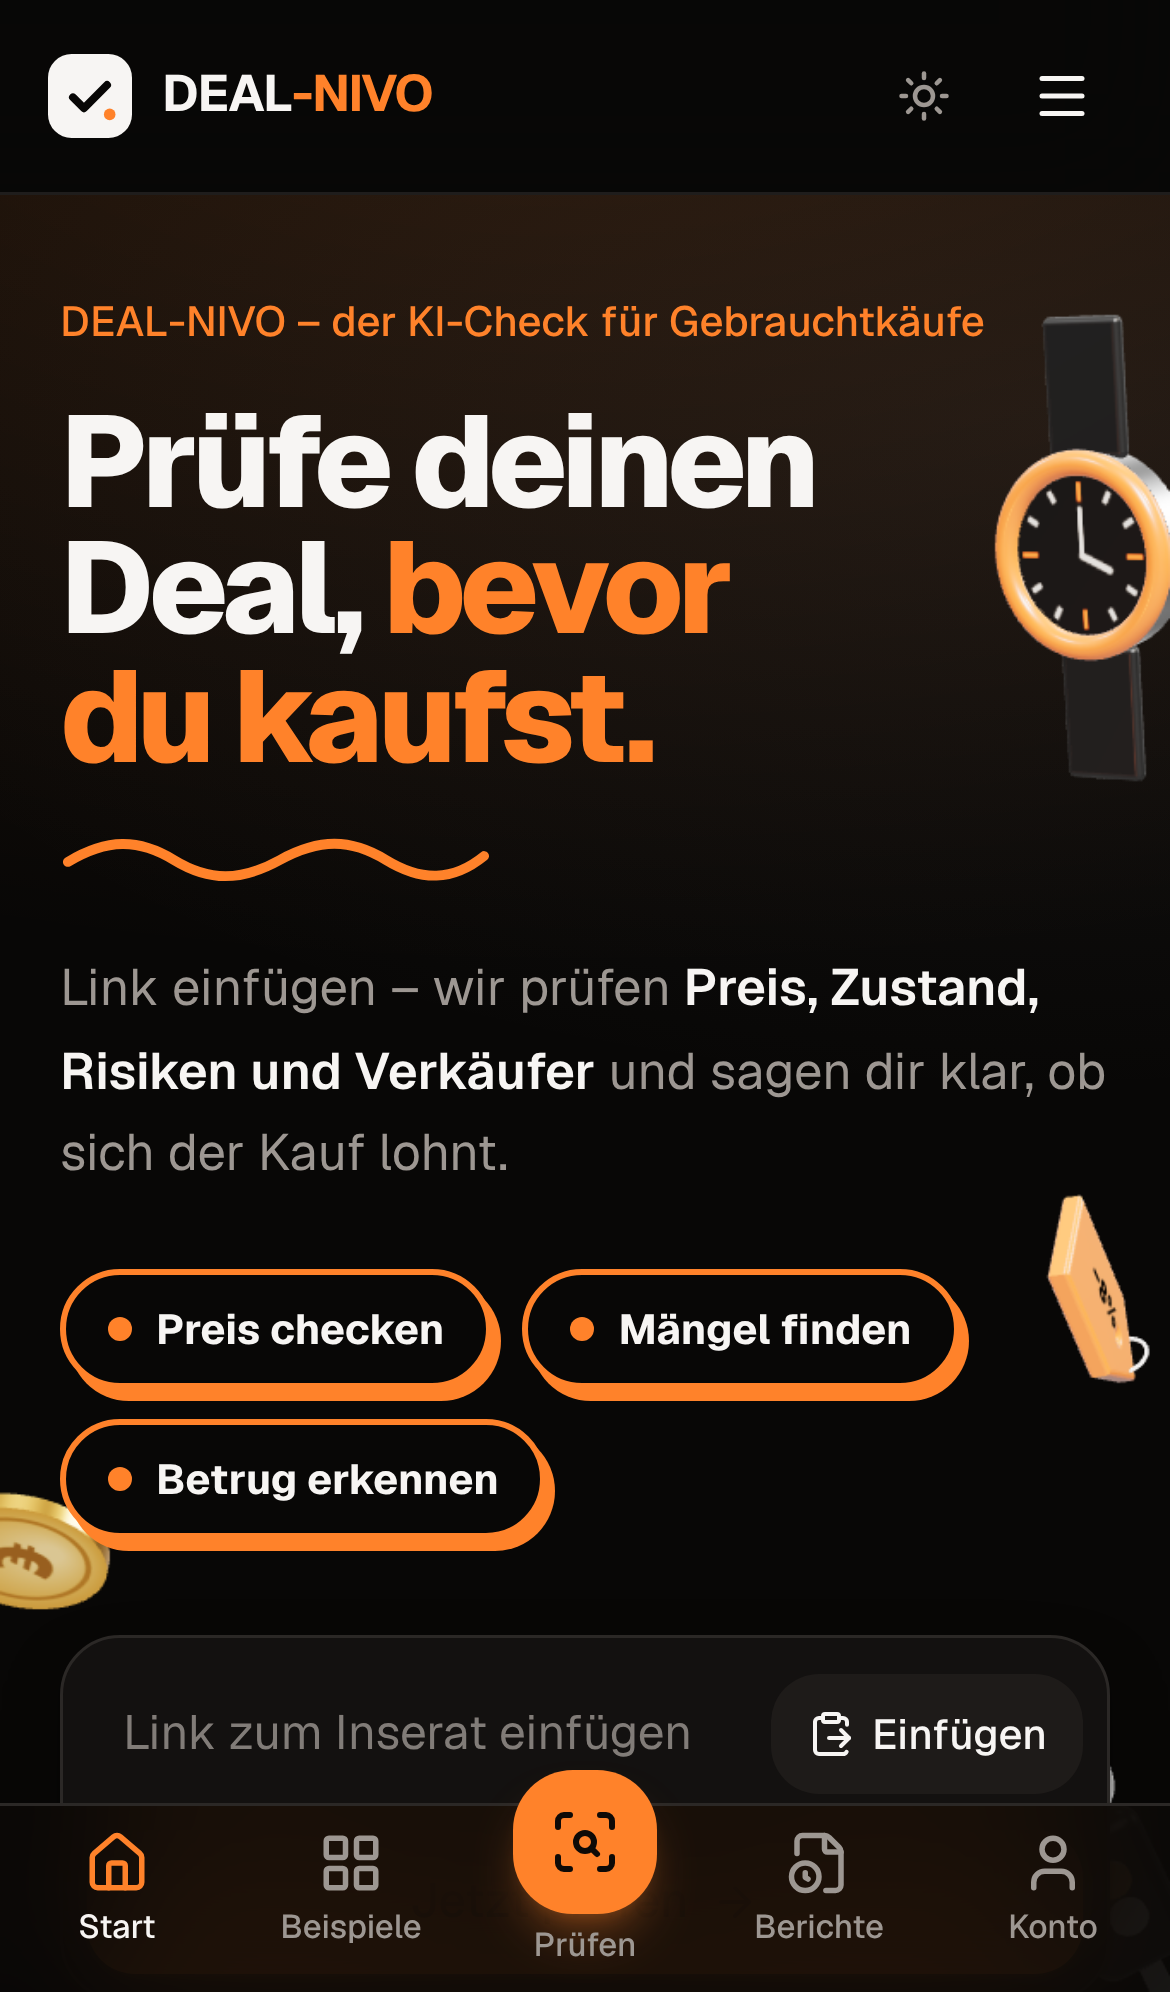 DEAL-NIVO
DEAL-NIVO – der KI-Check für Gebrauchtkäufe
Prüfe deinen
Deal, bevor
du kaufst.
Link einfügen – wir prüfen Preis, Zustand,
Risiken und Verkäufer und sagen dir klar, ob
sich der Kauf lohnt.
Preis checken
Mängel finden
Betrug erkennen
€
Link zum Inserat einfügen
Einfügen
Start
Beispiele
Prüfen
Berichte
Konto